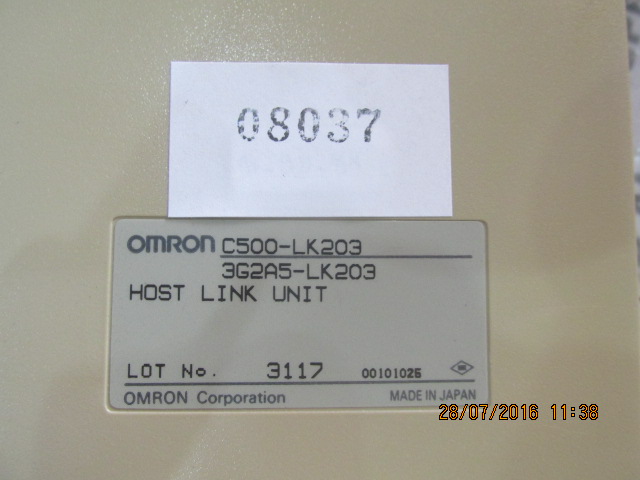 08037
OMRON C500-LK203
3G2A5-LK203
HOST LINK UNIT
LOT No. 3117 00101025
OMRON Corporation MADE IN JAPAN
28/07/2016 11:38